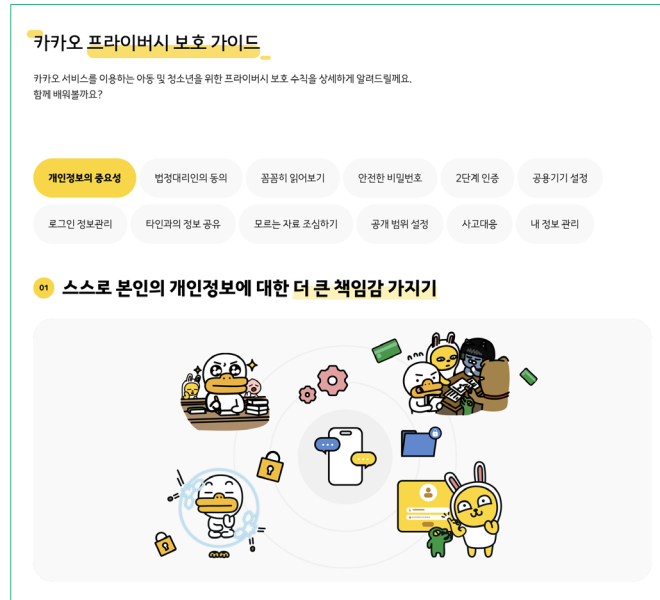 카카오 프라이버시 보호 가이드
카카오 서비스를 이용하는 아동 및 청소년을 위한 프라이버시 보호 수칙을 상세하게 알려드릴께요.
함께 배워볼까요?
개인정보의 중요성 법정대리인의 동의 꼼꼼히 읽어보기 안전한 비밀번호 2단계 인증 공용기기 설정
로그인 정보관리 타인과의 정보 공유 모르는 자료 조심하기 공개 범위 설정 사고대응 내 정보 관리
01 스스로 본인의 개인정보에 대한 더 큰 책임감 가지기